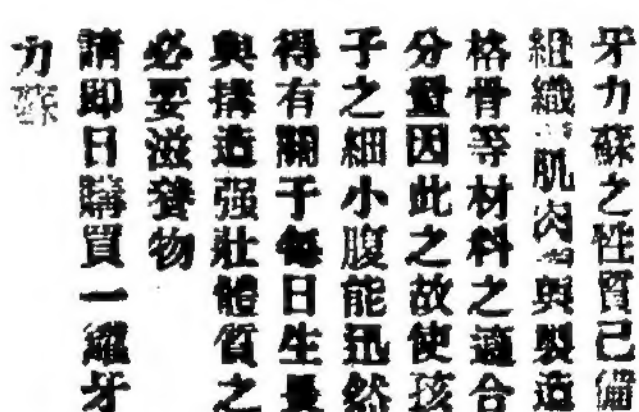 牙力蘇之性質己備
組織肌肉與製造
格骨等材料之適合
分量因此之故使孩
子之細小腹能迅然
得有關于每日生長
與搆造强壯體質之
必要滋養物
請即日購買一罐牙
力蘇